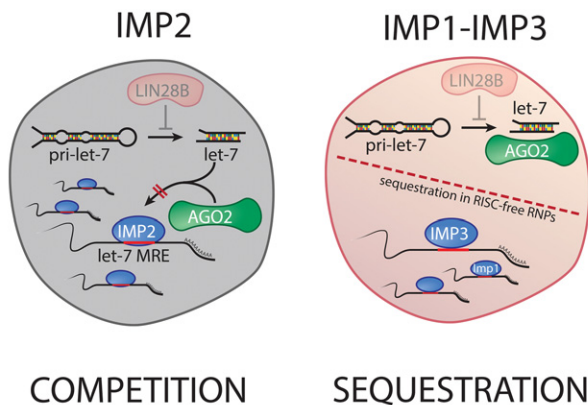 IMP2
LIN28B
pri-let-7
let-7
AGO2
IMP2
let-7 MRE
COMPETITION
IMP1-IMP3
LIN28B
let-7
pri-let-7
AGO2
sequestration in RISC-free RNPs
IMP3
Imp1
SEQUESTRATION